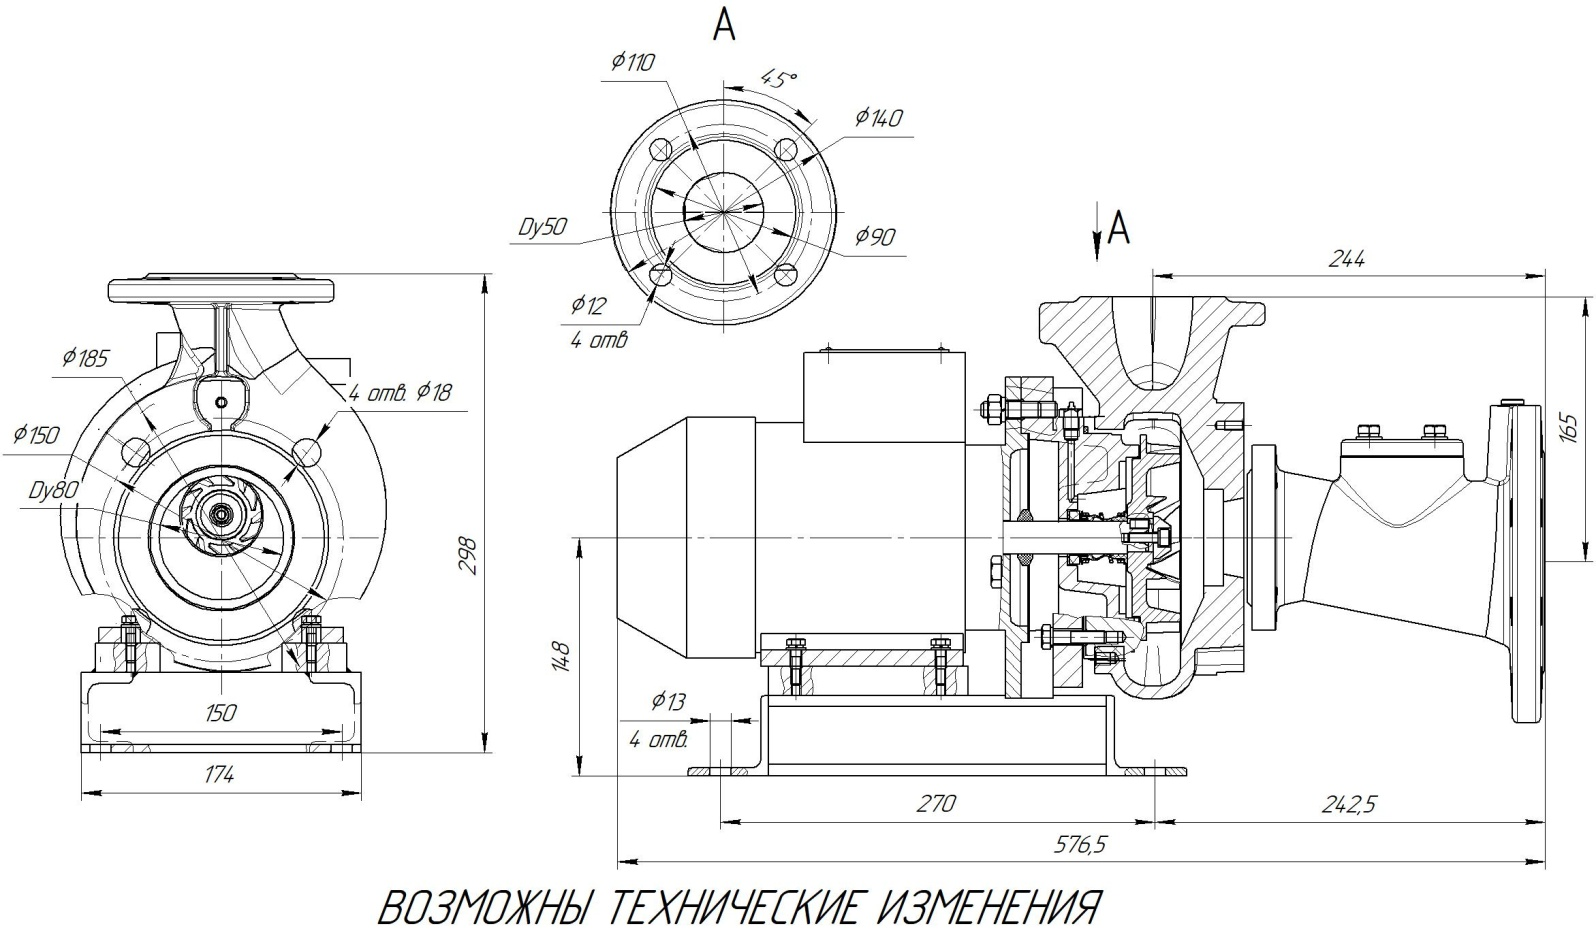 А
ϕ110
45°
ϕ140
Dy50
ϕ90
ϕ12
4 отв
А
244
165
ϕ185
4 отв. ϕ18
ϕ150
Dy80
298
148
ϕ13
4 отв.
150
174
270
242,5
576,5
ВОЗМОЖНЫ ТЕХНИЧЕСКИЕ ИЗМЕНЕНИЯ